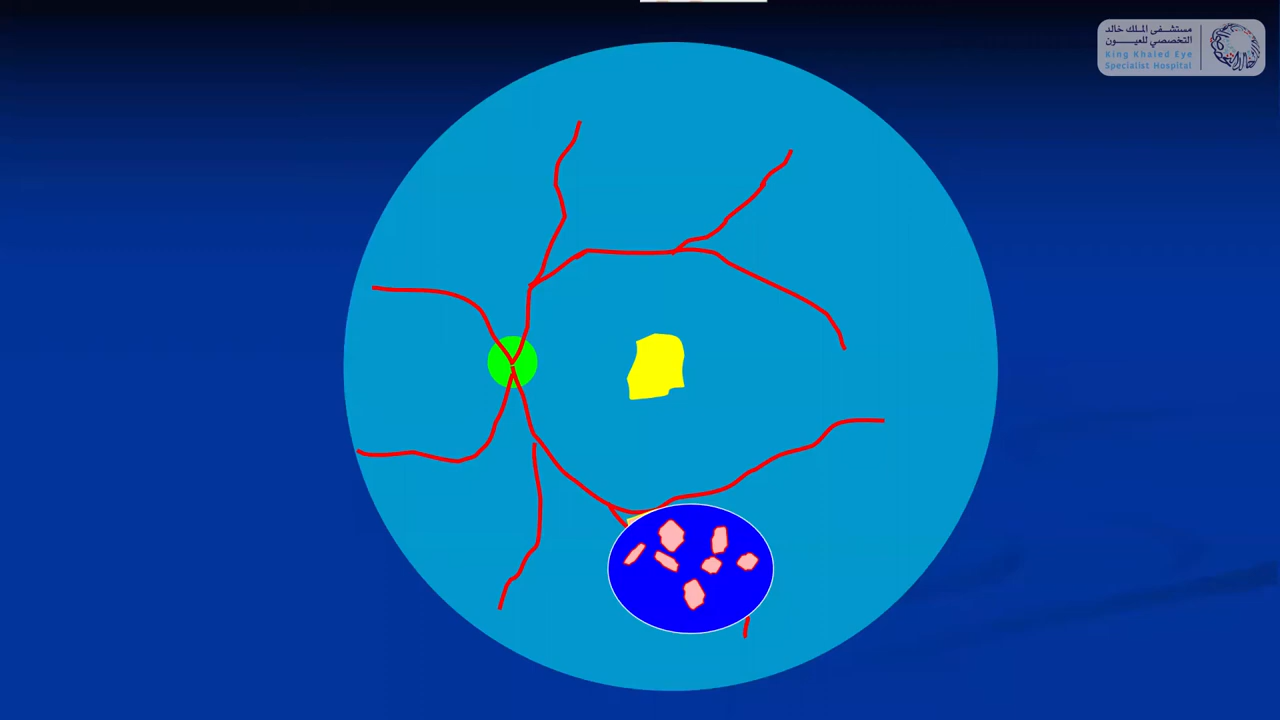 مستشفى الملك خالد
التخصصي للعيون
King Khaled Eye
Specialist Hospital